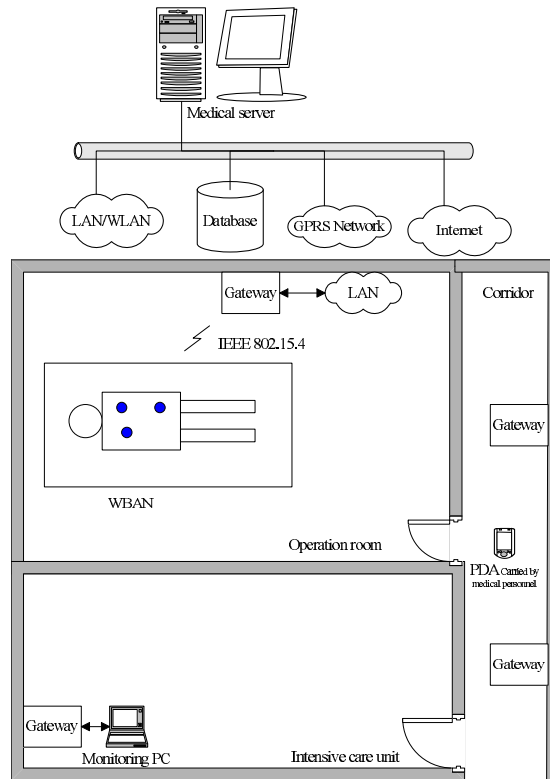 Medical server
LAN/WLAN
Database
GPRS Network
Internet
Gateway
LAN
Corridor
IEEE 802.15.4
Gateway
WBAN
Operation room
PDA Carried by
medical personnel
Gateway
Gateway
Monitoring PC
Intensive care unit